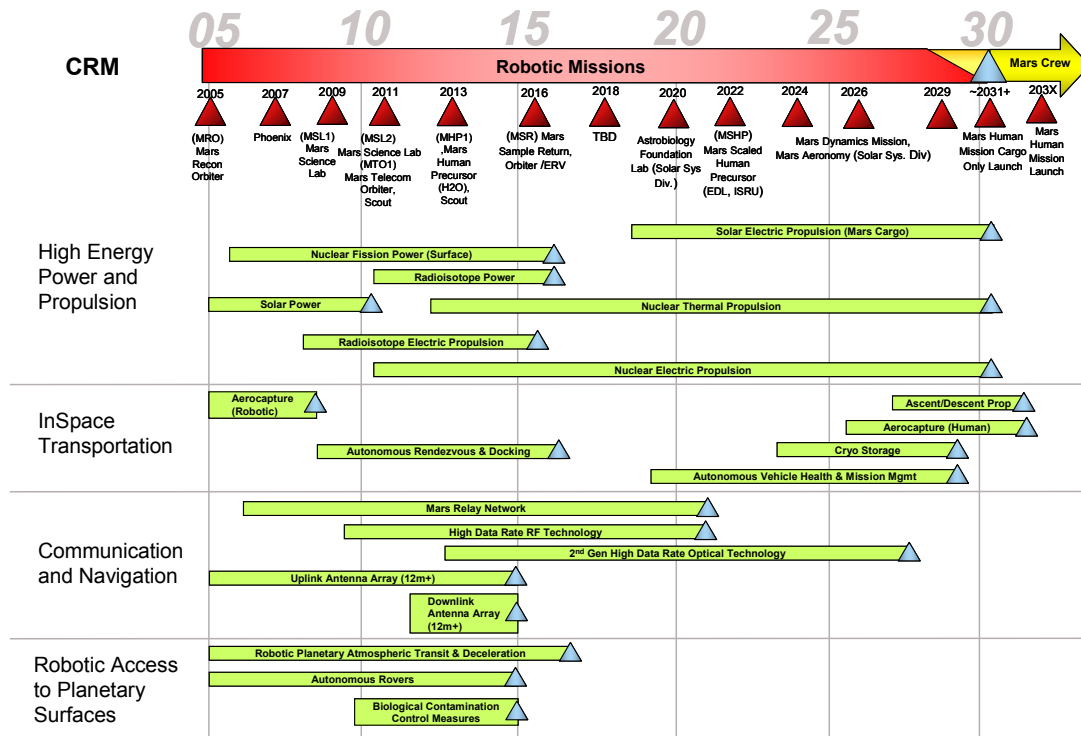 05 10 15 20 25 30
CRM
Robotic Missions
Mars Crew
2005
2007
2009
2011
2013
2016
2018
2020
2022
2024
2026
2029
~2031+
203X
(MRO)
Mars
Recon
Orbiter
Phoenix
(MSL1)
Mars
Science
Lab
(MSL2)
Mars Science Lab
(MTO1)
Mars Telecom
Orbiter,
Scout
(MHP1)
,Mars
Human
Precursor
(H2O),
Scout
(MSR) Mars
Sample Return,
Orbiter /ERV
TBD
Astrobiology
Foundation
Lab (Solar Sys
Div.)
(MSHP)
Mars Scaled
Human
Precursor
(EDL, ISRU)
Mars Dynamics Mission,
Mars Aeronomy (Solar Sys. Div)
Mars Human
Mission Cargo
Only Launch
Mars
Human
Mission
Launch
High Energy
Power and
Propulsion
Solar Electric Propulsion (Mars Cargo)
Nuclear Fission Power (Surface)
Radioisotope Power
Solar Power
Nuclear Thermal Propulsion
Radioisotope Electric Propulsion
Nuclear Electric Propulsion
InSpace
Transportation
Aerocapture
(Robotic)
Ascent/Descent Prop
Aerocapture (Human)
Autonomous Rendezvous & Docking
Cryo Storage
Autonomous Vehicle Health & Mission Mgmt
Communication
and Navigation
Mars Relay Network
High Data Rate RF Technology
2nd Gen High Data Rate Optical Technology
Uplink Antenna Array (12m+)
Downlink
Antenna Array
(12m+)
Robotic Access
to Planetary
Surfaces
Robotic Planetary Atmospheric Transit & Deceleration
Autonomous Rovers
Biological Contamination
Control Measures